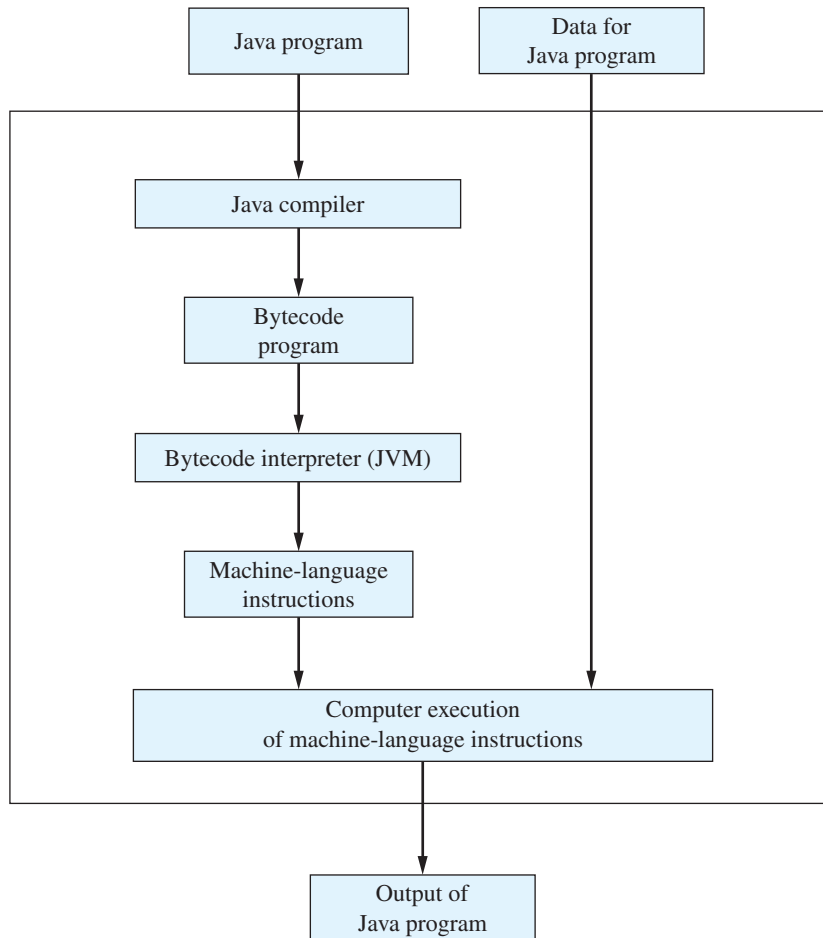 Java program
Data for
Java program
Java compiler
Bytecode
program
Bytecode interpreter (JVM)
Machine-language
instructions
Computer execution
of machine-language instructions
Output of
Java program